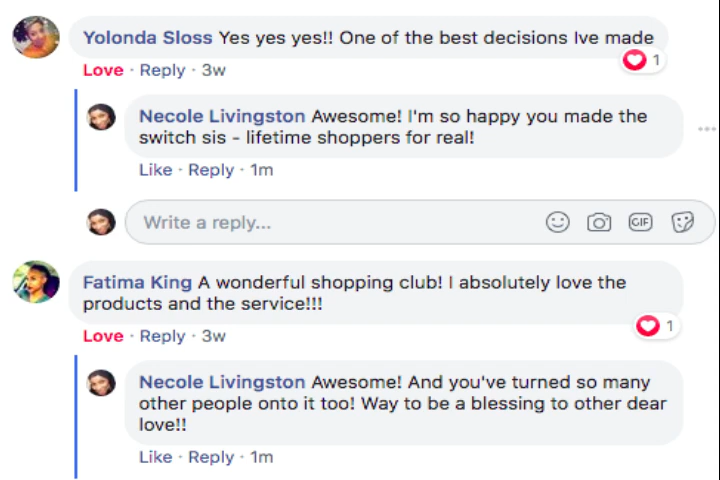 Yolonda Sloss Yes yes yes!! One of the best decisions Ive made
1
Love · Reply · 3w
Necole Livingston Awesome! I'm so happy you made the
switch sis - lifetime shoppers for real!
Like · Reply · 1m
Write a reply...
GIF
Fatima King A wonderful shopping club! I absolutely love the
products and the service!!!
1
Love · Reply · 3w
Necole Livingston Awesome! And you've turned so many
other people onto it too! Way to be a blessing to other dear
love!!
Like · Reply · 1m